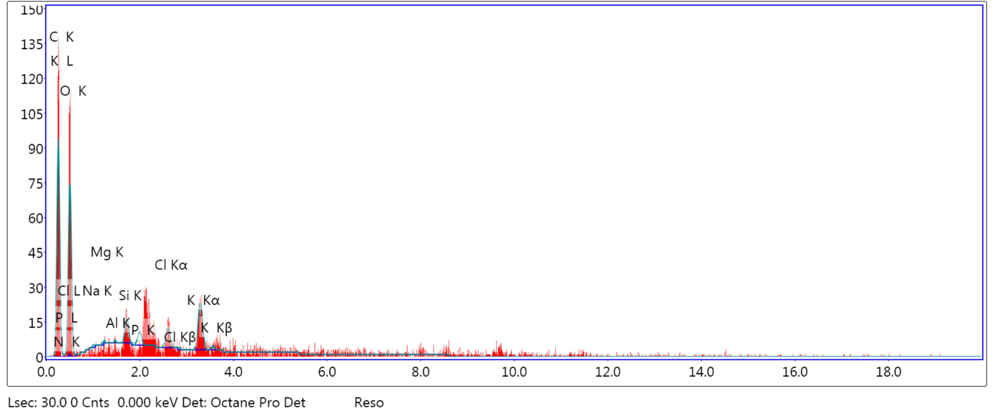 150
C K
135
K L
120
O K
105
90
75
60
Mg K
45
Cl Kα
30
Cl L Na K Si K K Kα
P L Al K P K K Kβ
15
N K Cl Kβ
0
0.0 2.0 4.0 6.0 8.0 10.0 12.0 14.0 16.0 18.0
Lsec: 30.0 0 Cnts 0.000 keV Det: Octane Pro Det Reso